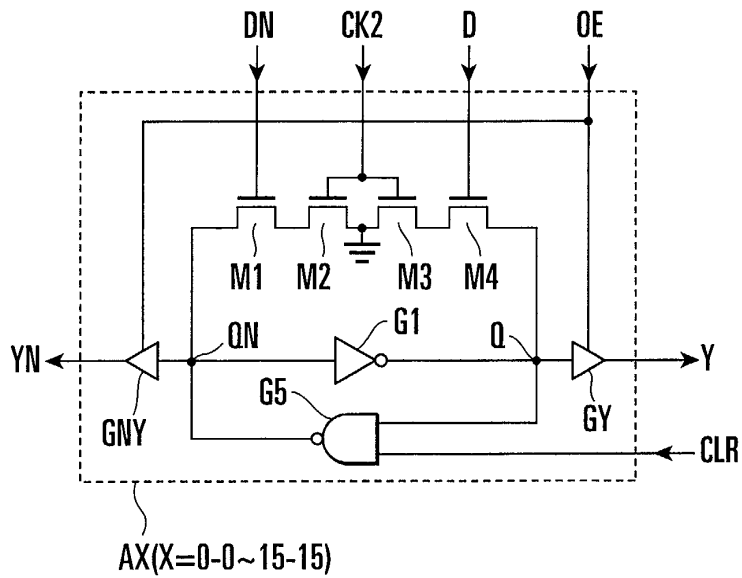 DN CK2 D OE
M1 M2 M3 M4
G1
YN QN Q Y
G5
GNY GY
CLR
AX(X=0-0~15-15)